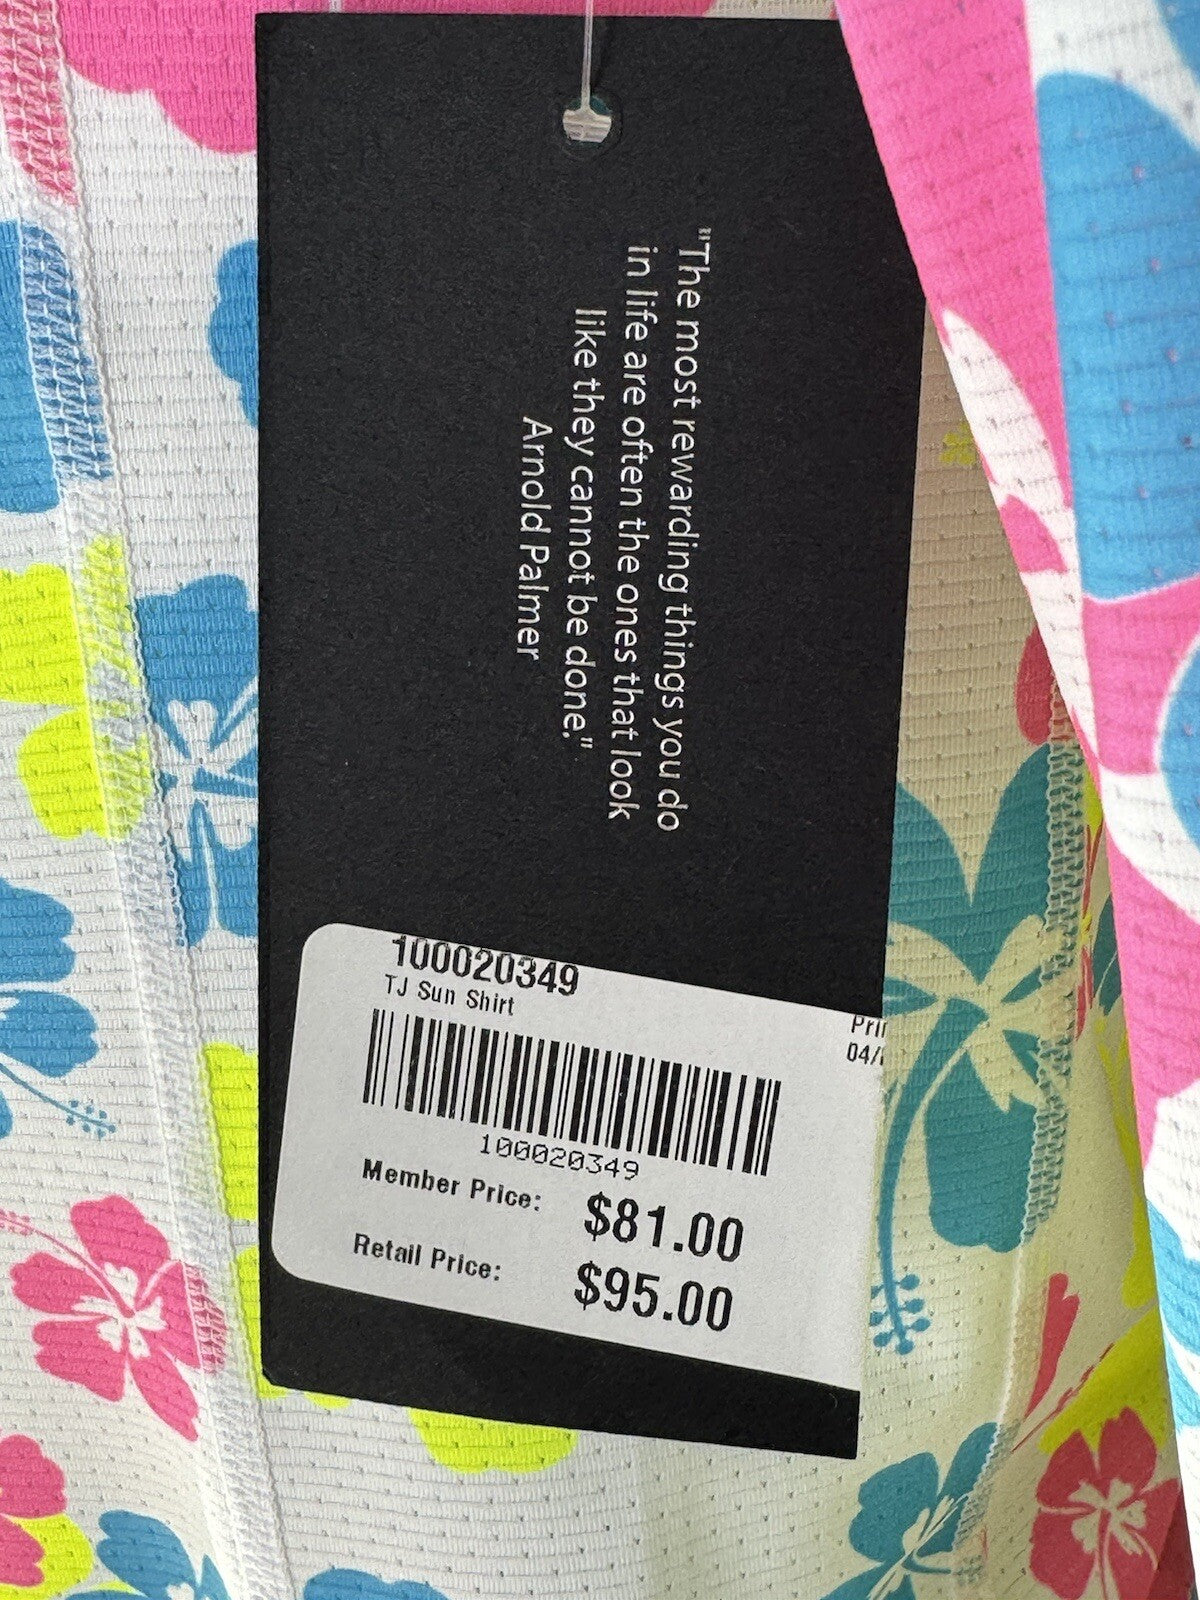 "The most rewarding things you do
in life are often the ones that look
like they cannot be done."
Arnold Palmer
100020349
TJ Sun Shirt
100020349
Member Price: $81.00
Retail Price: $95.00